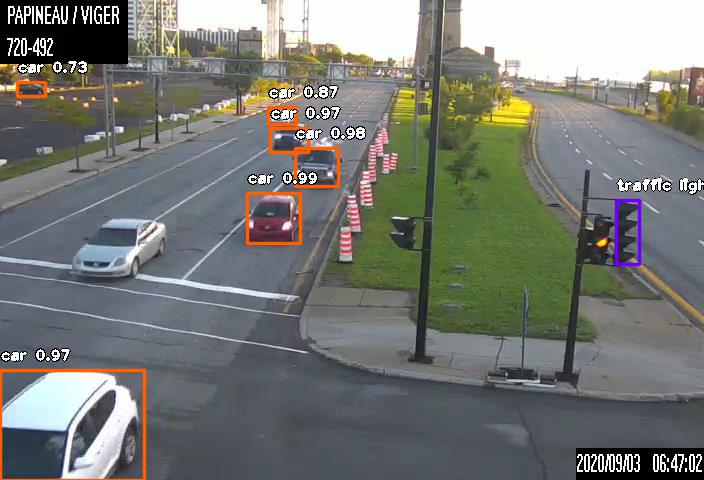 PAPINEAU / VIGER
720-492
car 0.73
car 0.87
car 0.97
car 0.98
car 0.99
traffic ligh
car 0.97
2020/09/03 06:47:02